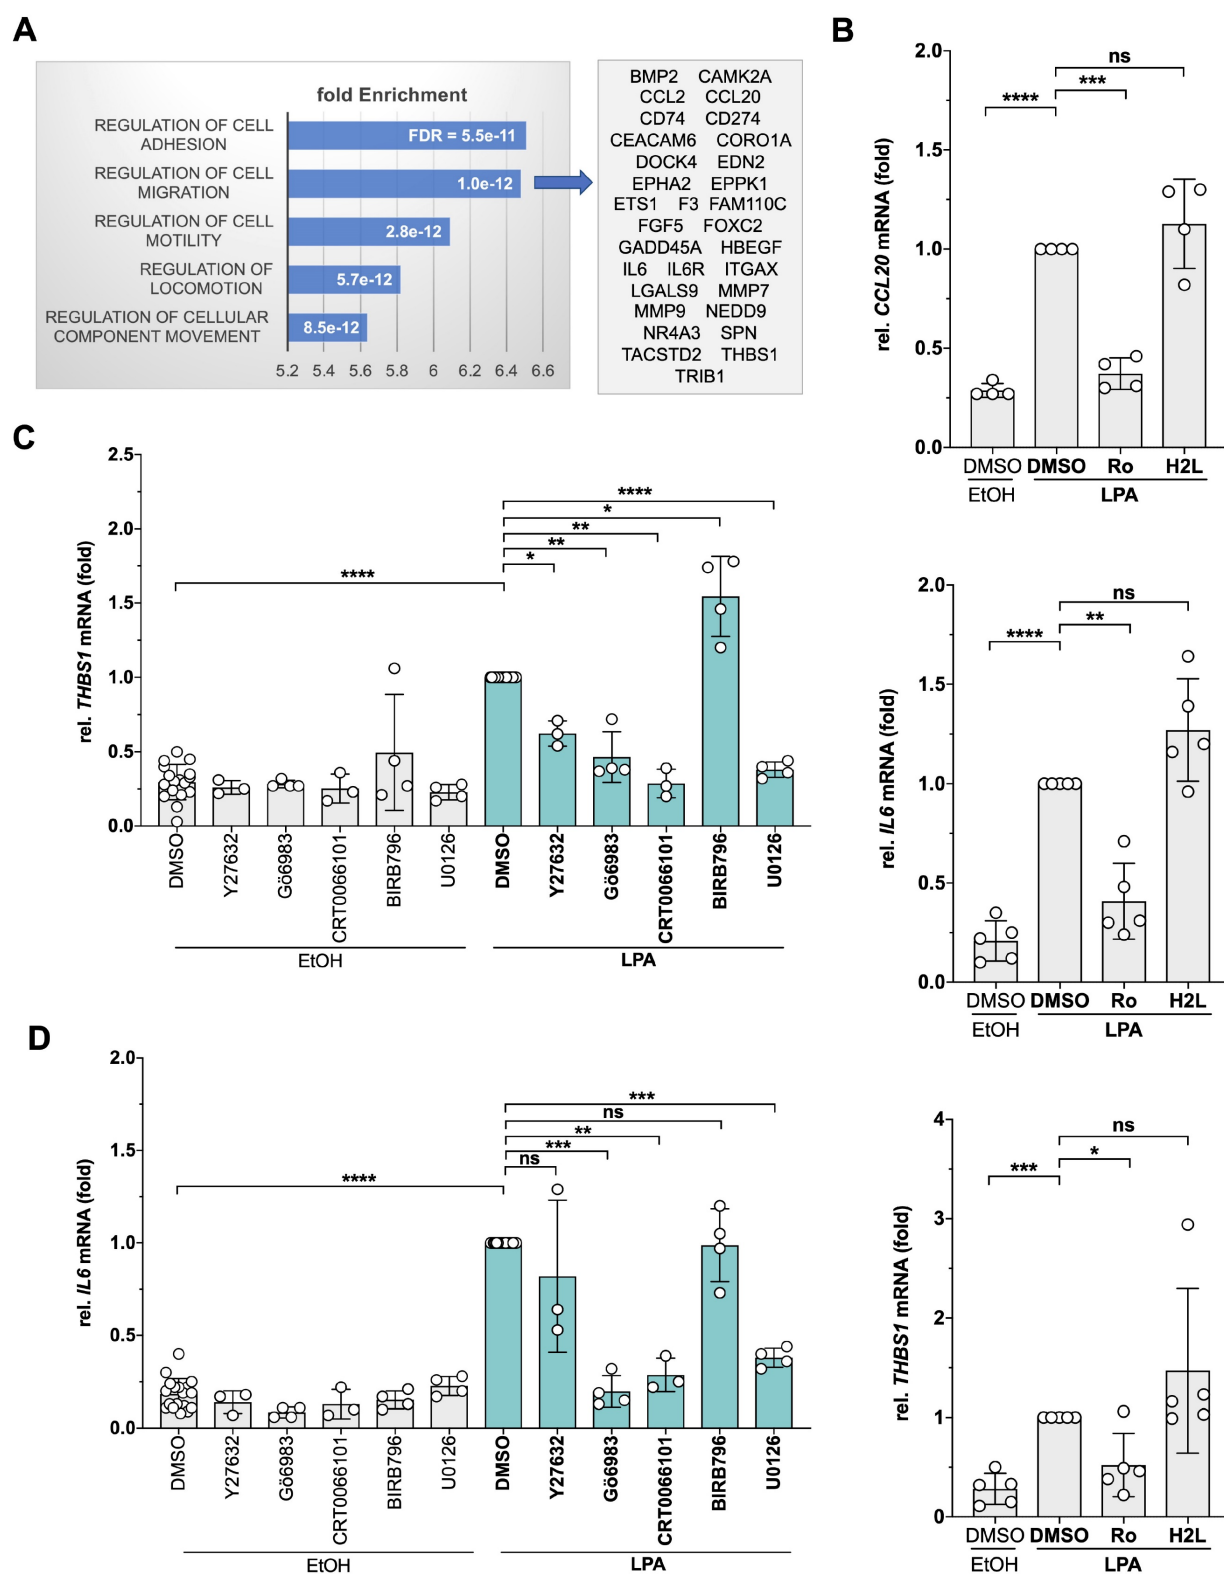 A
fold Enrichment
REGULATION OF CELL
ADHESION
FDR = 5.5e-11
REGULATION OF CELL
MIGRATION
1.0e-12
REGULATION OF CELL
MOTILITY
2.8e-12
REGULATION OF
LOCOMOTION
5.7e-12
REGULATION OF CELLULAR
COMPONENT MOVEMENT
8.5e-12
5.2 5.4 5.6 5.8 6 6.2 6.4 6.6
BMP2 CAMK2A
CCL2 CCL20
CD74 CD274
CEACAM6 CORO1A
DOCK4 EDN2
EPHA2 EPPK1
ETS1 F3 FAM110C
FGF5 FOXC2
GADD45A HBEGF
IL6 IL6R ITGAX
LGALS9 MMP7
MMP9 NEDD9
NR4A3 SPN
TACSTD2 THBS1
TRIB1
B
rel. CCL20 mRNA (fold)
2.0
1.5
1.0
0.5
0.0
ns
***
****
DMSO DMSO Ro H2L
EtOH LPA
rel. IL6 mRNA (fold)
2.0
1.5
1.0
0.5
0.0
ns
**
****
DMSO DMSO Ro H2L
EtOH LPA
rel. THBS1 mRNA (fold)
4
3
2
1
0
ns
*
***
DMSO DMSO Ro H2L
EtOH LPA
C
rel. THBS1 mRNA (fold)
2.5
2.0
1.5
1.0
0.5
0.0
****
*
**
**
*
****
DMSO Y27632 Gö6983 CRT0066101 BIRB796 U0126 DMSO Y27632 Gö6983 CRT0066101 BIRB796 U0126
EtOH LPA
D
rel. IL6 mRNA (fold)
2.0
1.5
1.0
0.5
0.0
***
ns
**
***
ns
****
DMSO Y27632 Gö6983 CRT0066101 BIRB796 U0126 DMSO Y27632 Gö6983 CRT0066101 BIRB796 U0126
EtOH LPA